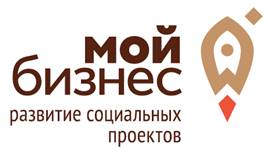 мой
бизнес
развитие социальных
проектов